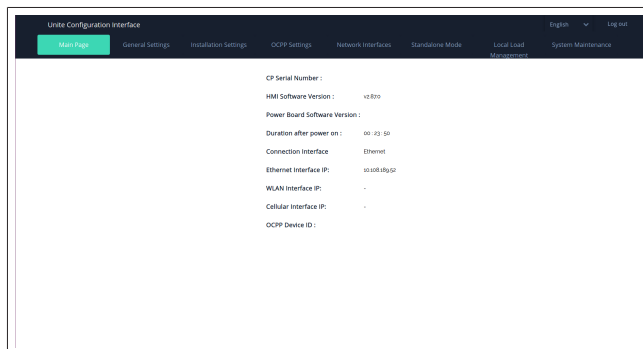 Unite Configuration Interface
English
Log out
Main Page
General Settings
Installation Settings
OCPP Settings
Network Interfaces
Standalone Mode
Local Load
Management
System Maintenance
CP Serial Number :
HMI Software Version : v2.87.0
Power Board Software Version :
Duration after power on : 00 : 23 : 50
Connection Interface Ethernet
Ethernet Interface IP: 10.108.189.52
WLAN Interface IP: -
Cellular Interface IP: -
OCPP Device ID :